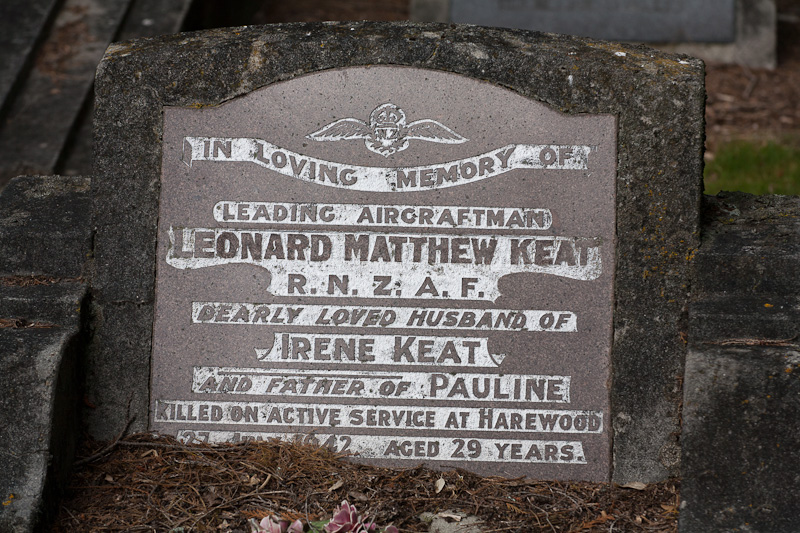 IN LOVING MEMORY OF
LEADING AIRCRAFTMAN
LEONARD MATTHEW KEAT
R. N. Z. A. F.
DEARLY LOVED HUSBAND OF
IRENE KEAT
AND FATHER OF PAULINE
KILLED ON ACTIVE SERVICE AT HAREWOOD
1942. AGED 29 YEARS.